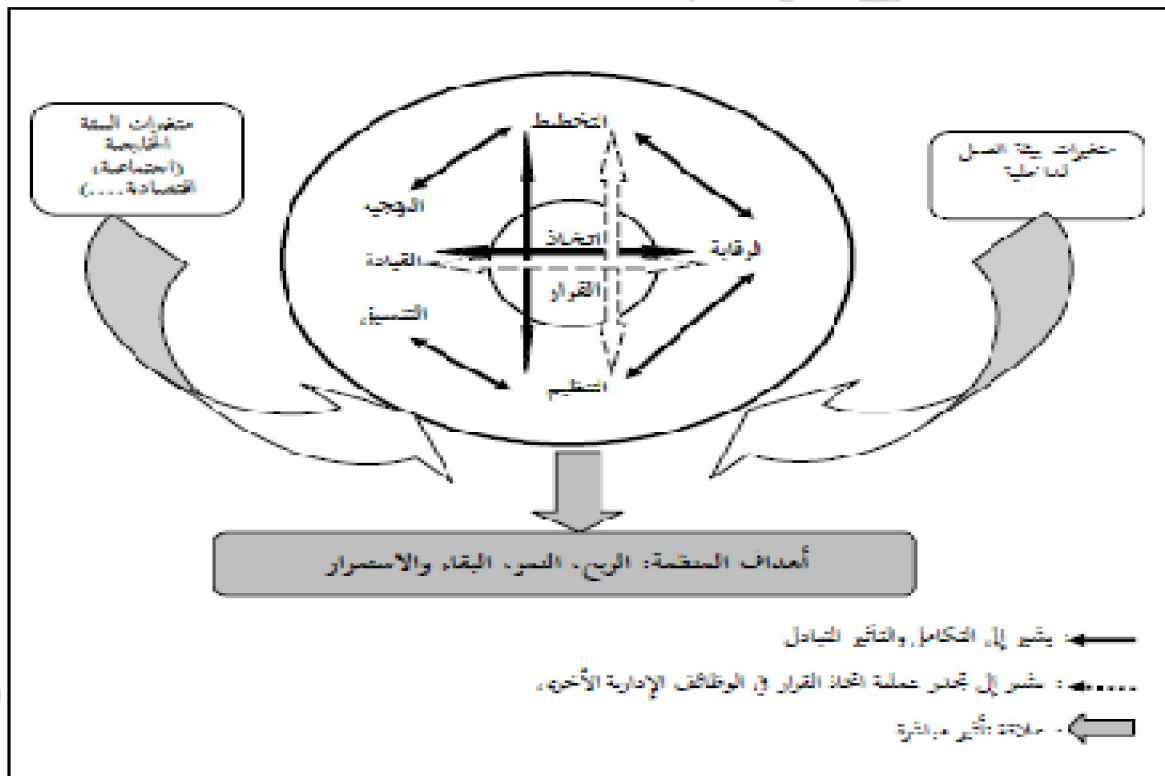 متغيرات البيئة
الخارجية
(اجتماعية،
اقتصادية....)
متغيرات بيئة العمل
الداخلية
التخطيط
التوجيه
القيادة
التنسيق
اتخاذ
القرار
الرقابة
التنظيم
أهداف المنظمة: الربح، النمو، البقاء والاستمرار
: يشير إلى التكامل والتأثير المتبادل
: يشير إلى تجذر عملية اتخاذ القرار في الوظائف الإدارية الأخرى.
: علاقة تأثير مباشرة